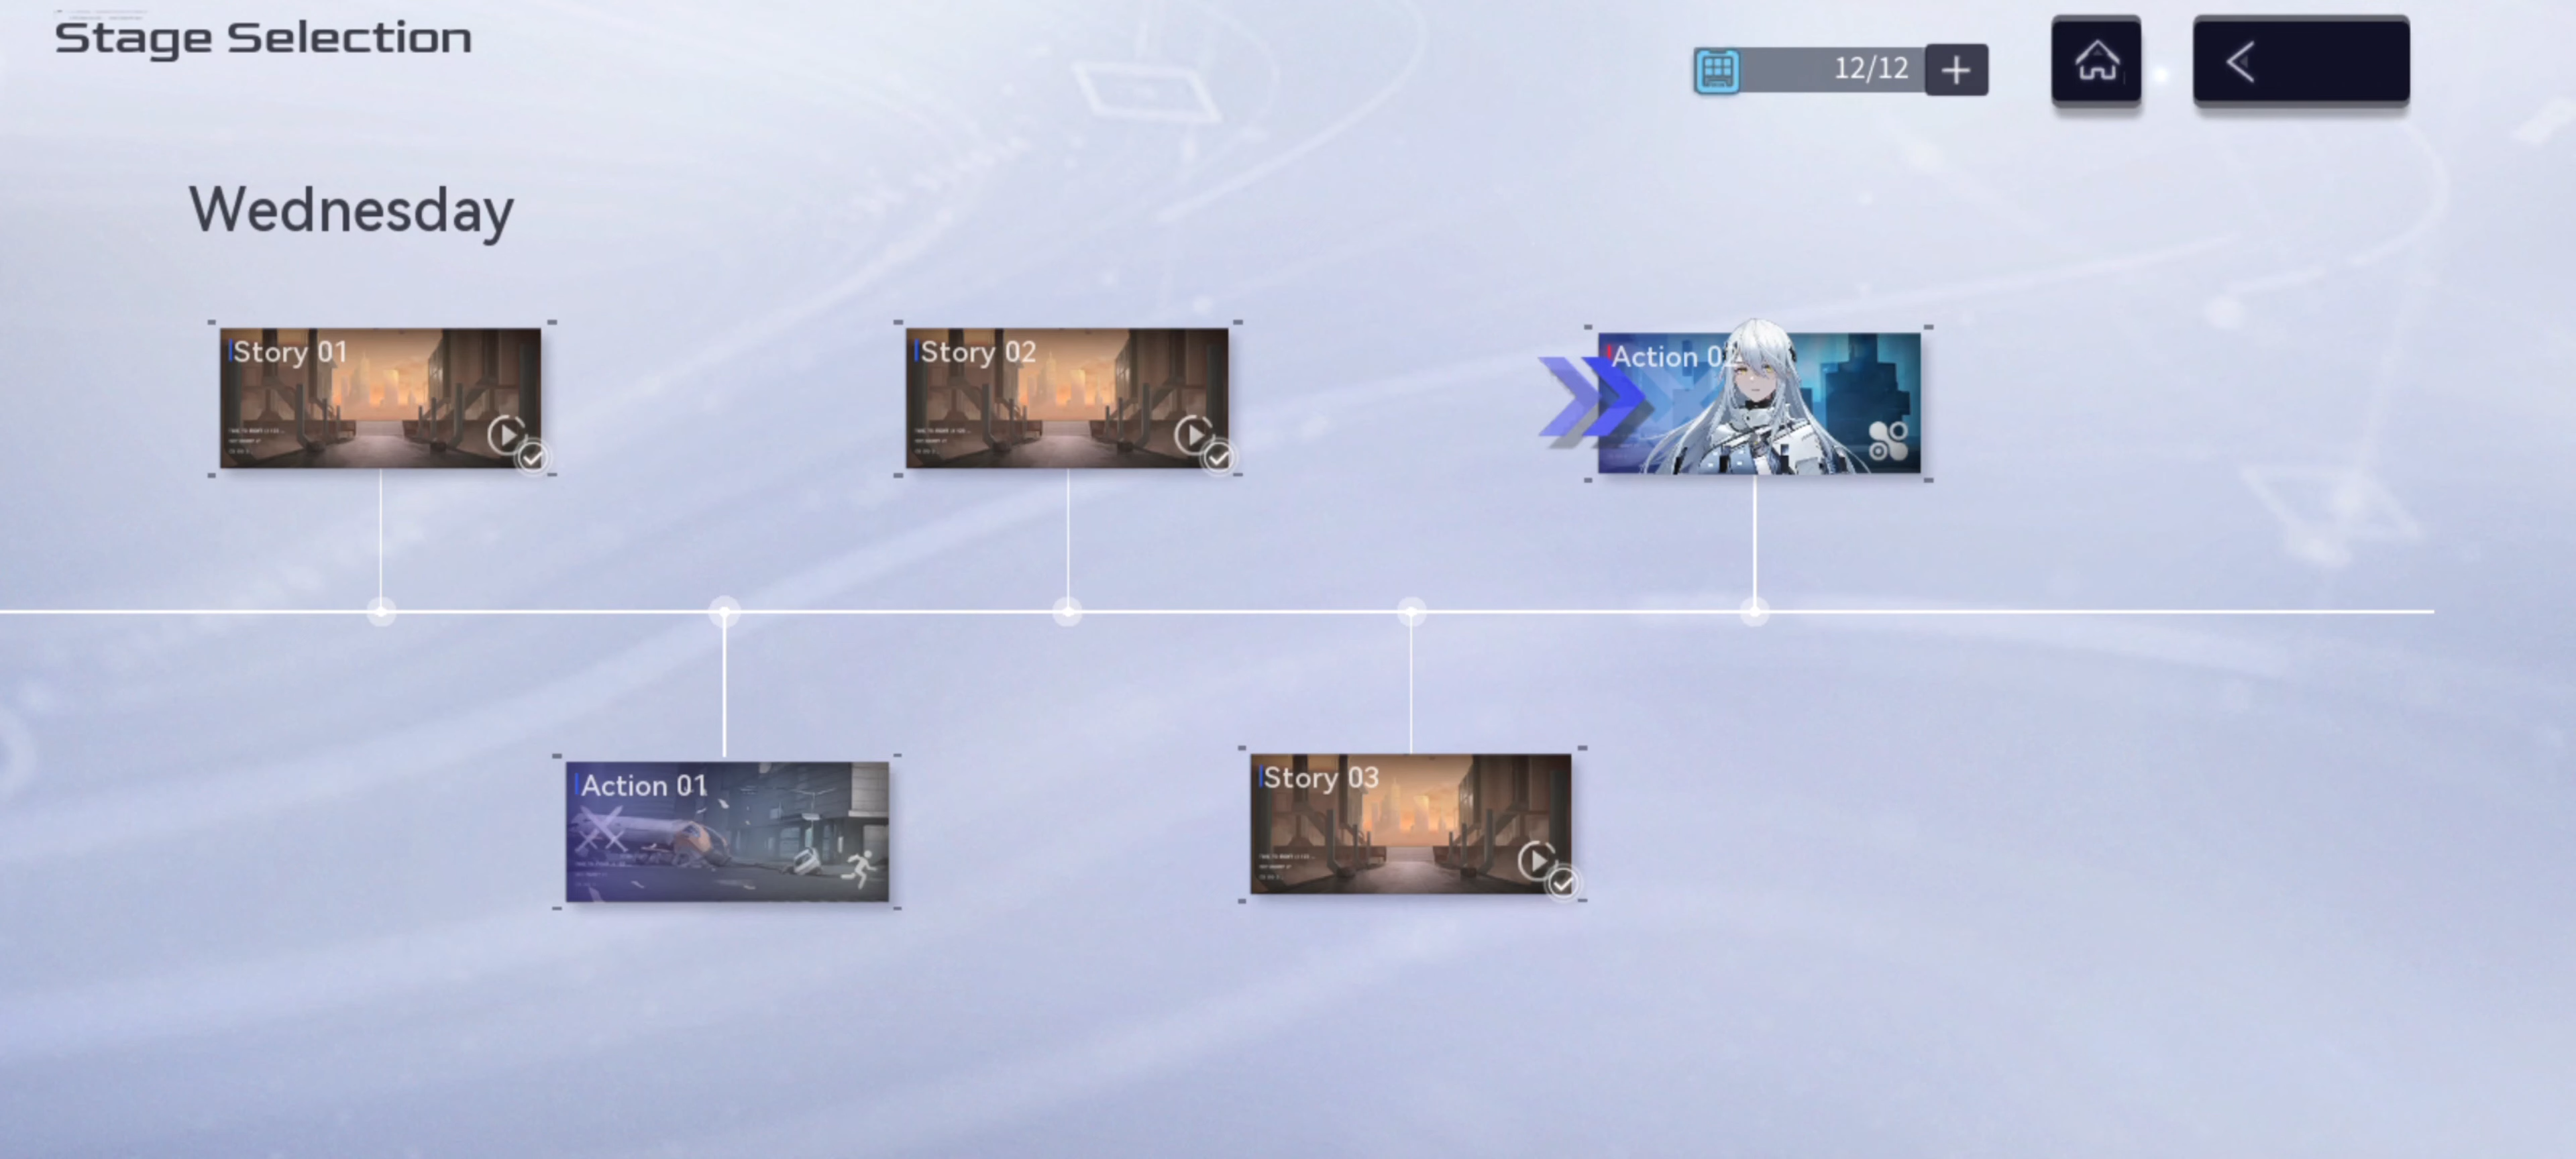 Stage Selection
12/12
Wednesday
Story 01
Story 02
Action 02
Action 01
Story 03